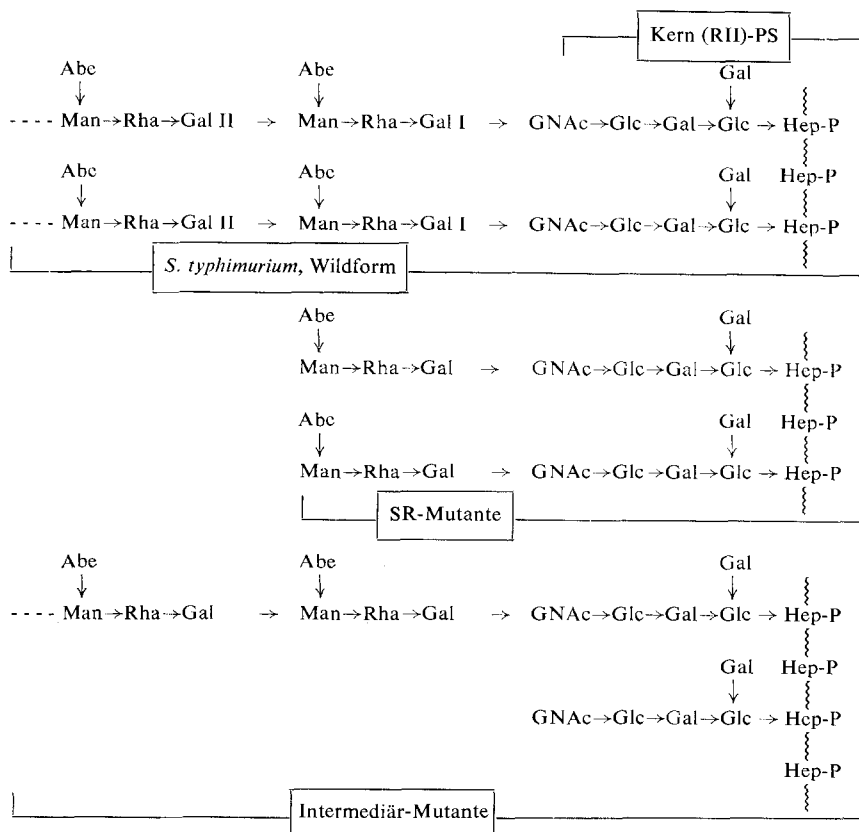 Kern (RII)-PS
Abc Abe Gal
---- Man→Rha→Gal II → Man→Rha→Gal I → GNAc→Glc→Gal→Glc → Hep-P
Abc Abc Gal Hep-P
---- Man→Rha→Gal II → Man→Rha→Gal I → GNAc→Glc→Gal→Glc → Hep-P
S. typhimurium, Wildform
Abe Gal
Man→Rha→Gal → GNAc→Glc→Gal→Glc → Hep-P
Abc Gal Hep-P
Man→Rha→Gal → GNAc→Glc→Gal→Glc → Hep-P
SR-Mutante
Abe Abe Gal
---- Man→Rha→Gal → Man→Rha→Gal → GNAc→Glc→Gal→Glc → Hep-P
Gal Hep-P
GNAc→Glc→Gal→Glc → Hep-P
Hep-P
Intermediär-Mutante